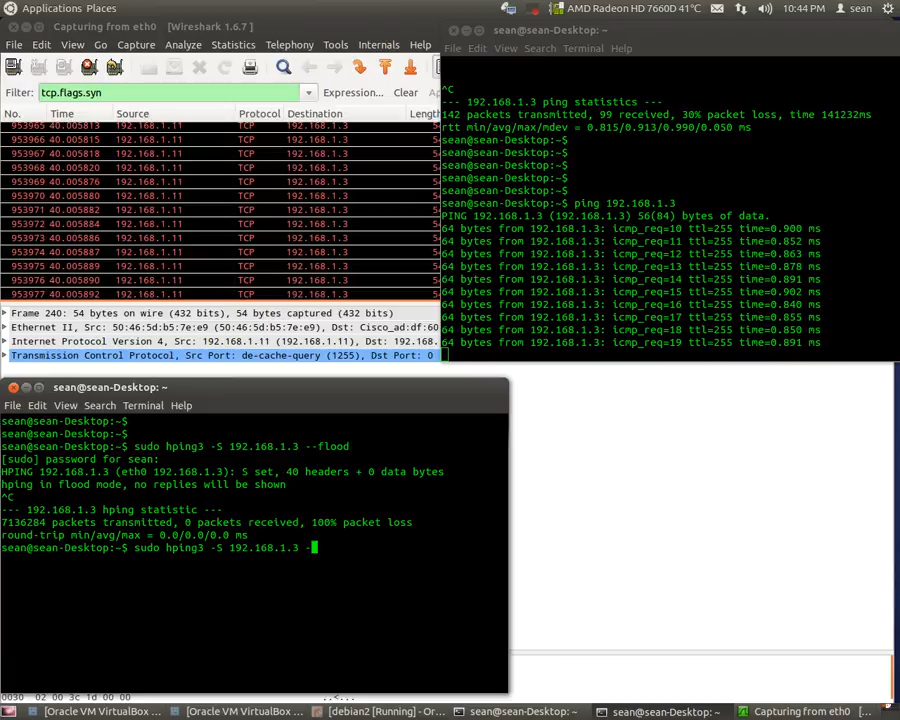 Applications Places
AMD Radeon HD 7660D 41°C
10:44 PM
sean
Capturing from eth0 [Wireshark 1.6.7 ]
File Edit View Go Capture Analyze Statistics Telephony Tools Internals Help
Filter: tcp.flags.syn Expression... Clear Ap
No. Time Source Protocol Destination Length
953965 40.005813 192.168.1.11 TCP 192.168.1.3 5
953966 40.005815 192.168.1.11 TCP 192.168.1.3 5
953967 40.005818 192.168.1.11 TCP 192.168.1.3 5
953968 40.005820 192.168.1.11 TCP 192.168.1.3 5
953969 40.005876 192.168.1.11 TCP 192.168.1.3 5
953970 40.005880 192.168.1.11 TCP 192.168.1.3 5
953971 40.005882 192.168.1.11 TCP 192.168.1.3 5
953972 40.005884 192.168.1.11 TCP 192.168.1.3 5
953973 40.005886 192.168.1.11 TCP 192.168.1.3 5
953974 40.005887 192.168.1.11 TCP 192.168.1.3 5
953975 40.005889 192.168.1.11 TCP 192.168.1.3 5
953976 40.005890 192.168.1.11 TCP 192.168.1.3 5
953977 40.005892 192.168.1.11 TCP 192.168.1.3 5
Frame 240: 54 bytes on wire (432 bits), 54 bytes captured (432 bits)
Ethernet II, Src: 50:46:5d:b5:7e:e9 (50:46:5d:b5:7e:e9), Dst: Cisco_ad:df:60
Internet Protocol Version 4, Src: 192.168.1.11 (192.168.1.11), Dst: 192.168.
Transmission Control Protocol, Src Port: de-cache-query (1255), Dst Port: 0
sean@sean-Desktop: ~
File Edit View Search Terminal Help
^C
--- 192.168.1.3 ping statistics ---
142 packets transmitted, 99 received, 30% packet loss, time 141232ms
rtt min/avg/max/mdev = 0.815/0.913/0.990/0.050 ms
sean@sean-Desktop:~$
sean@sean-Desktop:~$
sean@sean-Desktop:~$
sean@sean-Desktop:~$
sean@sean-Desktop:~$
sean@sean-Desktop:~$ ping 192.168.1.3
PING 192.168.1.3 (192.168.1.3) 56(84) bytes of data.
64 bytes from 192.168.1.3: icmp_req=10 ttl=255 time=0.900 ms
64 bytes from 192.168.1.3: icmp_req=11 ttl=255 time=0.852 ms
64 bytes from 192.168.1.3: icmp_req=12 ttl=255 time=0.863 ms
64 bytes from 192.168.1.3: icmp_req=13 ttl=255 time=0.878 ms
64 bytes from 192.168.1.3: icmp_req=14 ttl=255 time=0.891 ms
64 bytes from 192.168.1.3: icmp_req=15 ttl=255 time=0.902 ms
64 bytes from 192.168.1.3: icmp_req=16 ttl=255 time=0.840 ms
64 bytes from 192.168.1.3: icmp_req=17 ttl=255 time=0.855 ms
64 bytes from 192.168.1.3: icmp_req=18 ttl=255 time=0.850 ms
64 bytes from 192.168.1.3: icmp_req=19 ttl=255 time=0.891 ms
sean@sean-Desktop: ~
File Edit View Search Terminal Help
sean@sean-Desktop:~$
sean@sean-Desktop:~$
sean@sean-Desktop:~$ sudo hping3 -S 192.168.1.3 --flood
[sudo] password for sean:
HPING 192.168.1.3 (eth0 192.168.1.3): S set, 40 headers + 0 data bytes
hping in flood mode, no replies will be shown
^C
--- 192.168.1.3 hping statistic ---
7136284 packets transmitted, 0 packets received, 100% packet loss
round-trip min/avg/max = 0.0/0.0/0.0 ms
sean@sean-Desktop:~$ sudo hping3 -S 192.168.1.3 -
0030 02 00 3c 1d 00 00 ..<...
[Oracle VM VirtualBox ... [Oracle VM VirtualBox ... [debian2 [Running] - Or... sean@sean-Desktop: ~ sean@sean-Desktop: ~ Capturing from eth0 [...